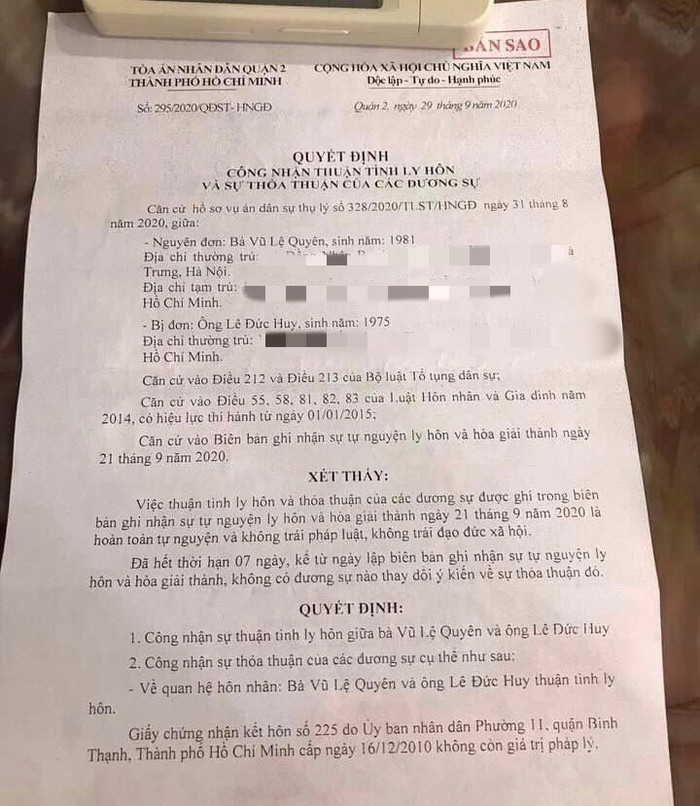 BẢN SAO
TÒA ÁN NHÂN DÂN QUẬN 2
THÀNH PHỐ HỒ CHÍ MINH
CỘNG HÒA XÃ HỘI CHỦ NGHĨA VIỆT NAM
Độc lập - Tự do - Hạnh phúc
Số: 295/2020/QĐST- HNGĐ
Quận 2, ngày 29 tháng 9 năm 2020
QUYẾT ĐỊNH
CÔNG NHẬN THUẬN TÌNH LY HÔN
VÀ SỰ THỎA THUẬN CỦA CÁC ĐƯƠNG SỰ
Căn cứ hồ sơ vụ án dân sự thụ lý số 328/2020/TLST/HNGĐ ngày 31 tháng 8
năm 2020, giữa:
- Nguyên đơn: Bà Vũ Lệ Quyên, sinh năm: 1981
Địa chỉ thường trú:
Trưng, Hà Nội.
Địa chỉ tạm trú:
Hồ Chí Minh.
- Bị đơn: Ông Lê Đức Huy, sinh năm: 1975
Địa chỉ thường trú:
Hồ Chí Minh.
Căn cứ vào Điều 212 và Điều 213 của Bộ luật Tố tụng dân sự;
Căn cứ vào Điều 55, 58, 81, 82, 83 của Luật Hôn nhân và Gia đình năm
2014, có hiệu lực thi hành từ ngày 01/01/2015;
Căn cứ vào Biên bản ghi nhận sự tự nguyện ly hôn và hòa giải thành ngày
21 tháng 9 năm 2020.
XÉT THẤY:
Việc thuận tình ly hôn và thỏa thuận của các đương sự được ghi trong biên
bản ghi nhận sự tự nguyện ly hôn và hòa giải thành ngày 21 tháng 9 năm 2020 là
hoàn toàn tự nguyện và không trái pháp luật, không trái đạo đức xã hội.
Đã hết thời hạn 07 ngày, kể từ ngày lập biên bản ghi nhận sự tự nguyện ly
hôn và hòa giải thành, không có đương sự nào thay đổi ý kiến về sự thỏa thuận đó.
QUYẾT ĐỊNH:
1. Công nhận sự thuận tình ly hôn giữa bà Vũ Lệ Quyên và ông Lê Đức Huy
2. Công nhận sự thỏa thuận của các đương sự cụ thể như sau:
- Về quan hệ hôn nhân: Bà Vũ Lệ Quyên và ông Lê Đức Huy thuận tình ly
hôn.
Giấy chứng nhận kết hôn số 225 do Ủy ban nhân dân Phường 11, quận Bình
Thạnh, Thành phố Hồ Chí Minh cấp ngày 16/12/2010 không còn giá trị pháp lý.